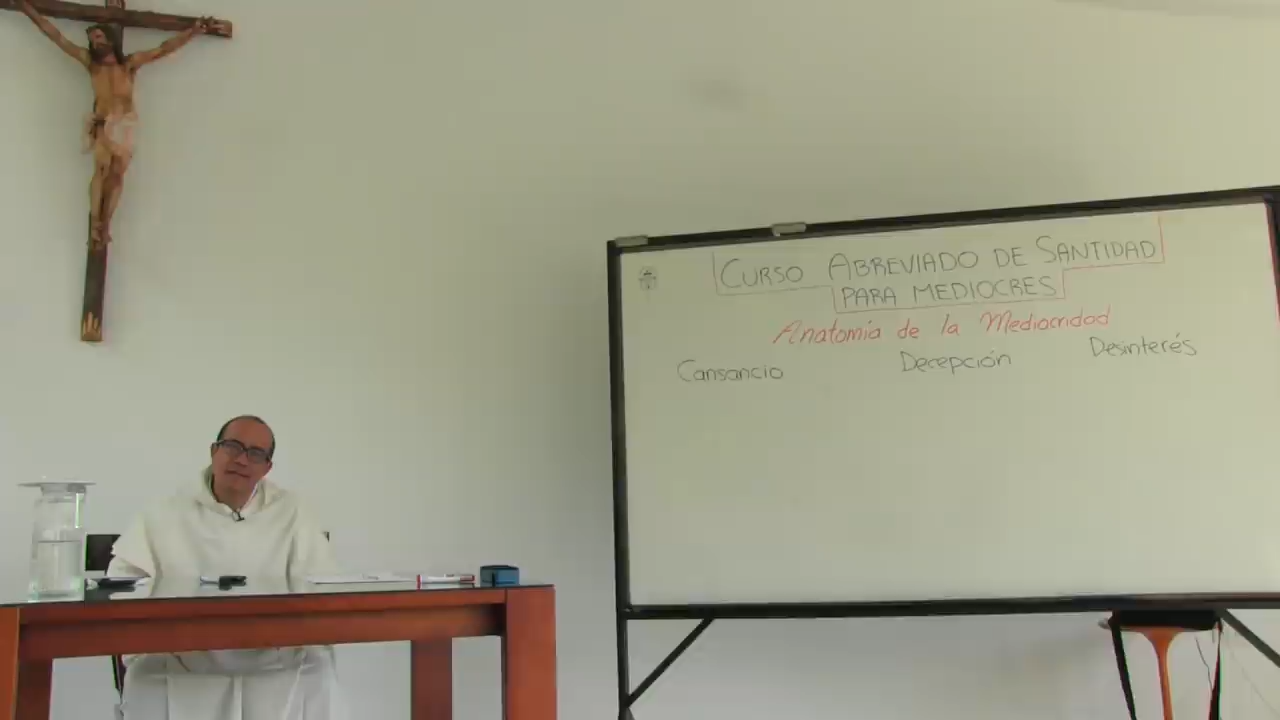 CURSO ABREVIADO DE SANTIDAD
PARA MEDIOCRES
Anatomía de la Mediocridad
Cansancio Decepción Desinterés